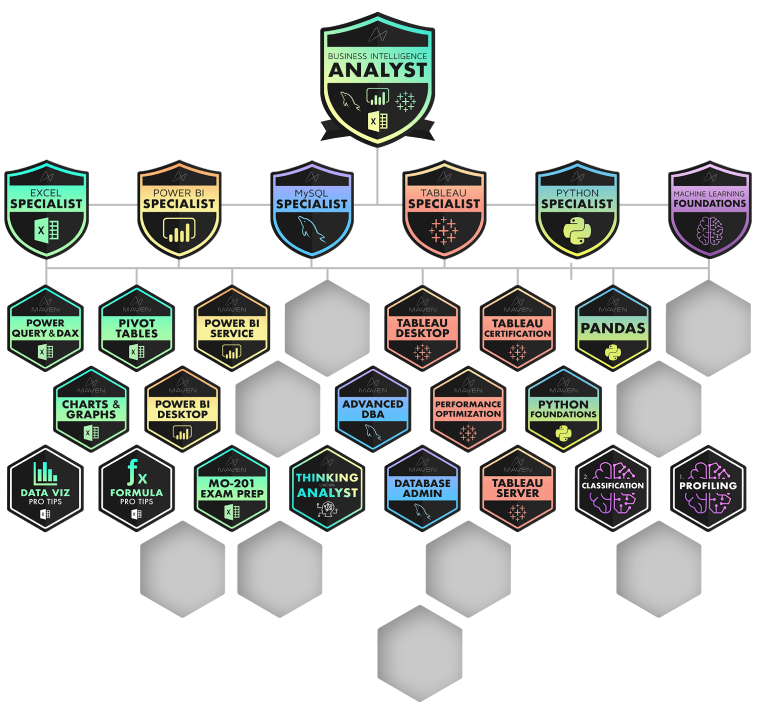 BUSINESS INTELLIGENCE
ANALYST
EXCEL
SPECIALIST
POWER BI
SPECIALIST
MySQL
SPECIALIST
TABLEAU
SPECIALIST
PYTHON
SPECIALIST
MACHINE LEARNING
FOUNDATIONS
MAVEN
POWER
QUERY & DAX
MAVEN
PIVOT
TABLES
MAVEN
POWER BI
SERVICE
MAVEN
TABLEAU
DESKTOP
MAVEN
TABLEAU
CERTIFICATION
MAVEN
PANDAS
MAVEN
CHARTS &
GRAPHS
MAVEN
POWER BI
DESKTOP
MAVEN
ADVANCED
DBA
MAVEN
PERFORMANCE
OPTIMIZATION
MAVEN
PYTHON
FOUNDATIONS
DATA VIZ
PRO TIPS
fx
FORMULA
PRO TIPS
MAVEN
MO-201
EXAM PREP
MAVEN
THINKING
LIKE AN
ANALYST
MAVEN
DATABASE
ADMIN
MAVEN
TABLEAU
SERVER
2.
CLASSIFICATION
1.
PROFILING